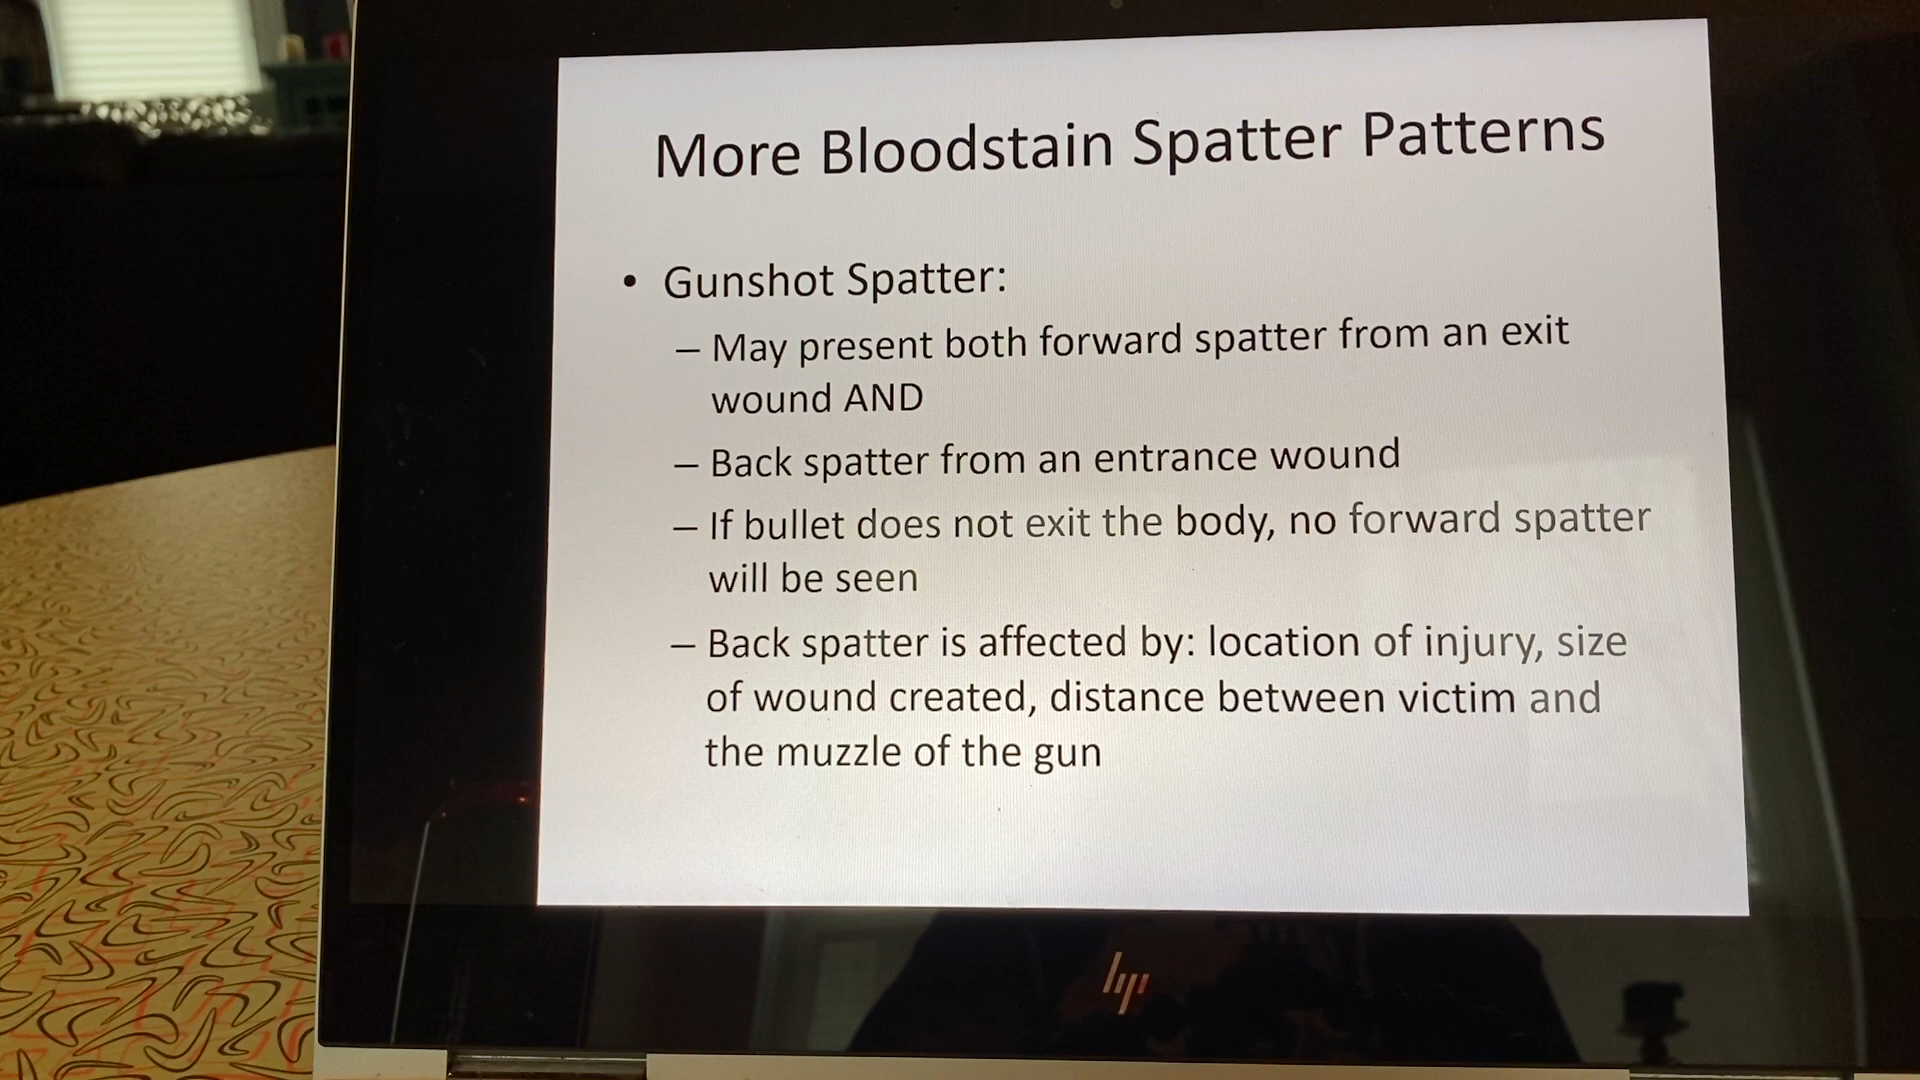 More Bloodstain Spatter Patterns
• Gunshot Spatter:
– May present both forward spatter from an exit
wound AND
– Back spatter from an entrance wound
– If bullet does not exit the body, no forward spatter
will be seen
– Back spatter is affected by: location of injury, size
of wound created, distance between victim and
the muzzle of the gun
hp